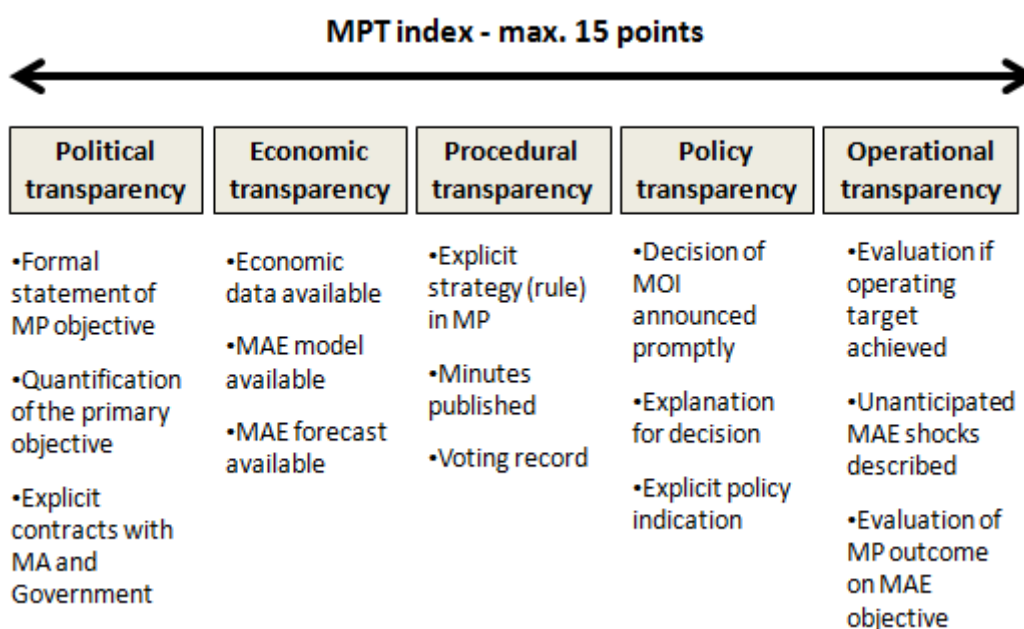 MPT index - max. 15 points
Political
transparency
•Formal
statement of
MP objective
•Quantification
of the primary
objective
•Explicit
contracts with
MA and
Government
Economic
transparency
•Economic
data available
•MAE model
available
•MAE forecast
available
Procedural
transparency
•Explicit
strategy (rule)
in MP
•Minutes
published
•Voting record
Policy
transparency
•Decision of
MOI
announced
promptly
•Explanation
for decision
•Explicit policy
indication
Operational
transparency
•Evaluation if
operating
target
achieved
•Unanticipated
MAE shocks
described
•Evaluation of
MP outcome
on MAE
objective